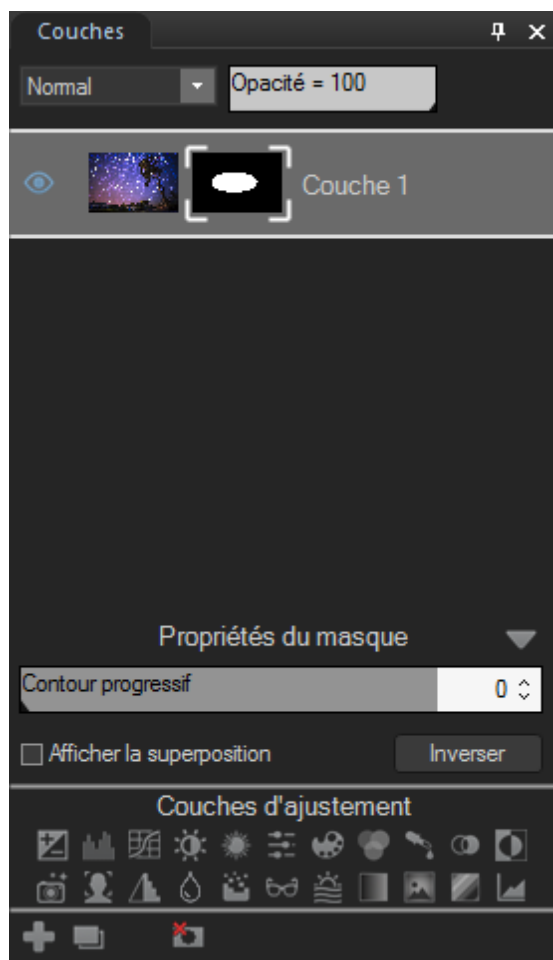 Couches
Normal
Opacité = 100
Couche 1
Propriétés du masque
Contour progressif 0
Afficher la superposition
Inverser
Couches d'ajustement